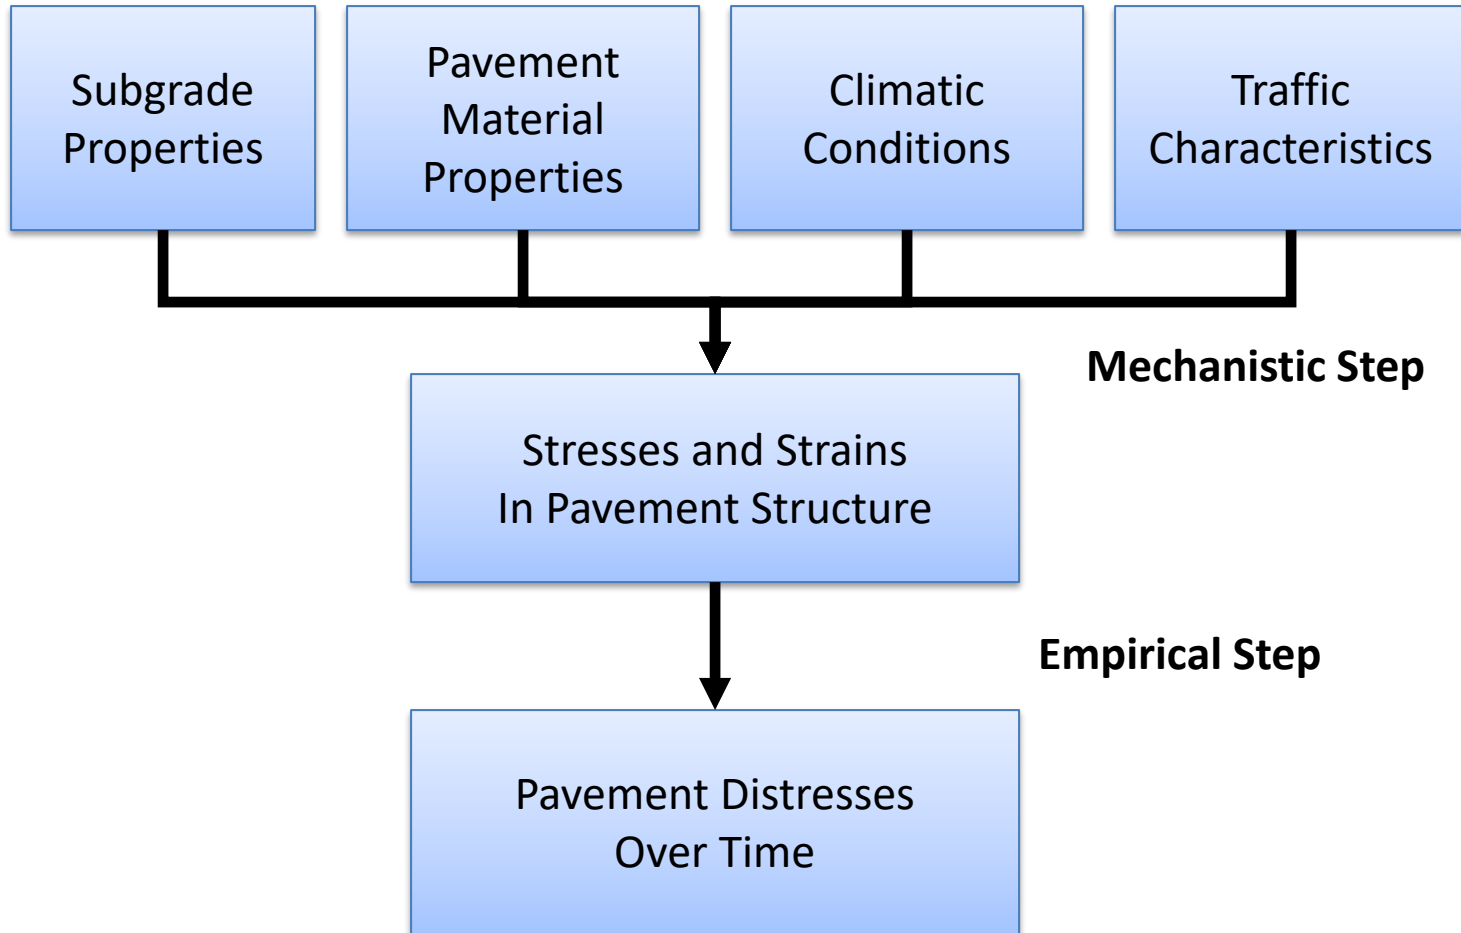 Subgrade
Properties
Pavement
Material
Properties
Climatic
Conditions
Traffic
Characteristics
Mechanistic Step
Stresses and Strains
In Pavement Structure
Empirical Step
Pavement Distresses
Over Time